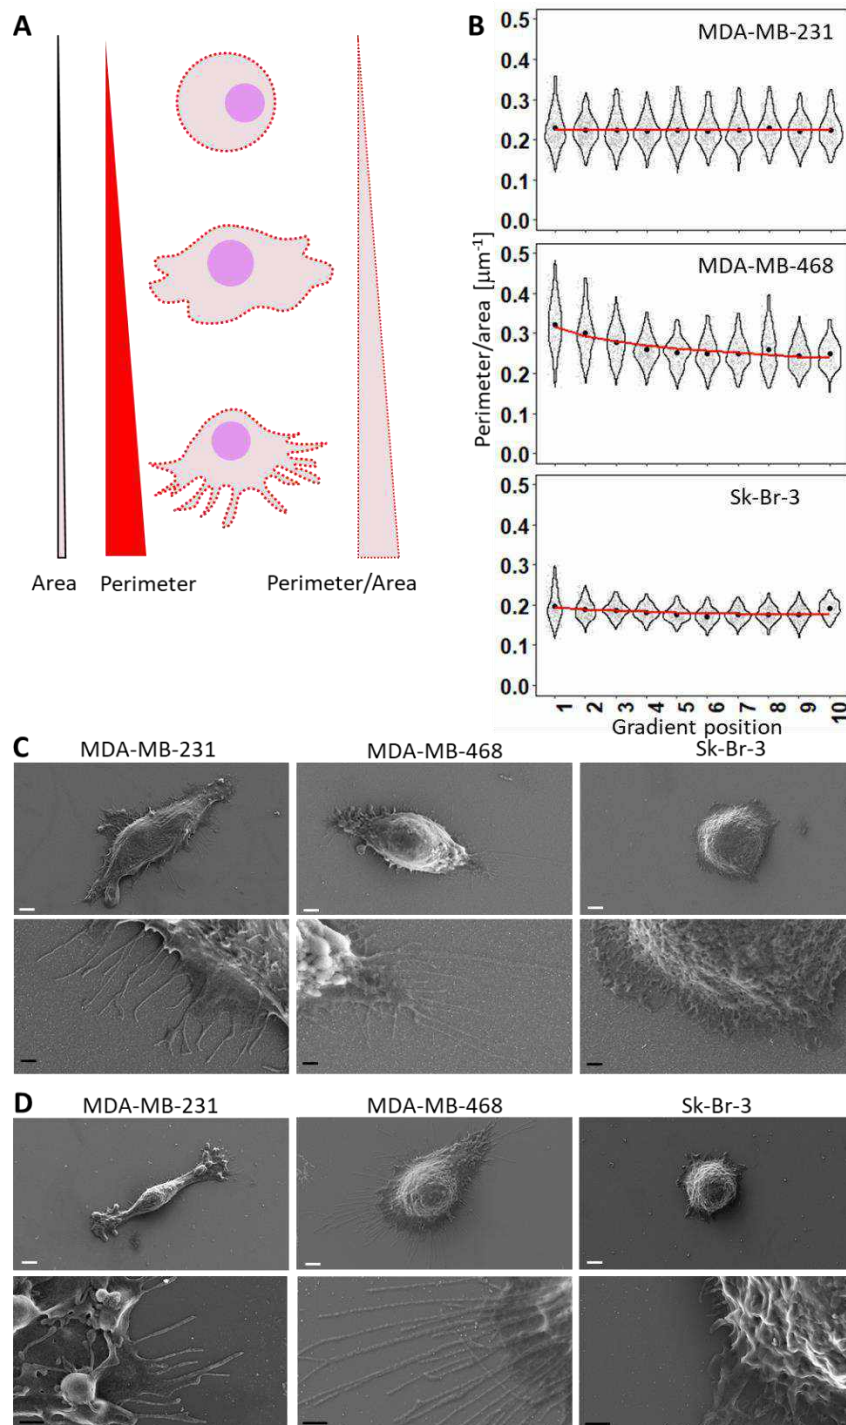 A
Area
Perimeter
Perimeter/Area
B
Perimeter/area [μm⁻¹]
MDA-MB-231
0.5
0.4
0.3
0.2
0.1
0.0
MDA-MB-468
0.5
0.4
0.3
0.2
0.1
0.0
Sk-Br-3
0.5
0.4
0.3
0.2
0.1
0.0
1 2 3 4 5 6 7 8 9 10
Gradient position
C
MDA-MB-231 MDA-MB-468 Sk-Br-3
D
MDA-MB-231 MDA-MB-468 Sk-Br-3